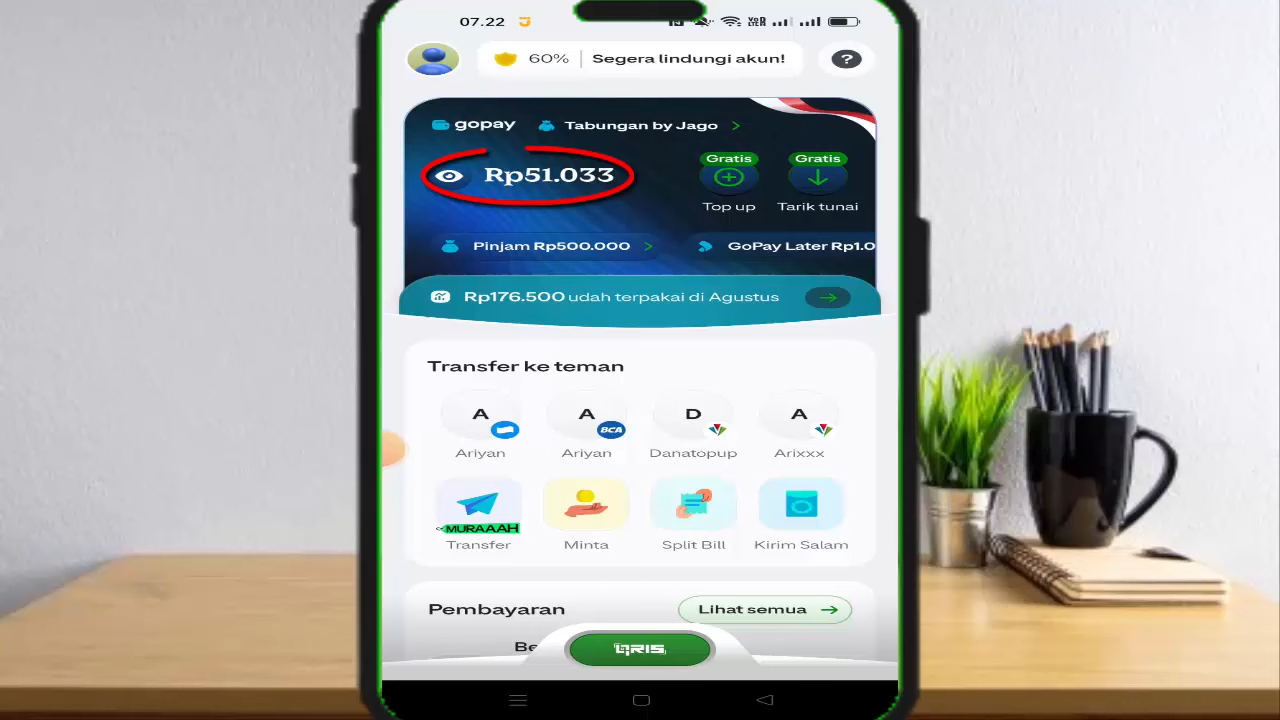 07.22
60% Segera lindungi akun! ?
gopay Tabungan by Jago >
Rp51.033
Gratis Gratis
Top up Tarik tunai
Pinjam Rp500.000 > GoPay Later Rp1.0
Rp176.500 udah terpakai di Agustus
Transfer ke teman
A A D A
BCA
Ariyan Ariyan Danatopup Arixxx
MURAAAH
Transfer Minta Split Bill Kirim Salam
Pembayaran Lihat semua
Be
QRIS